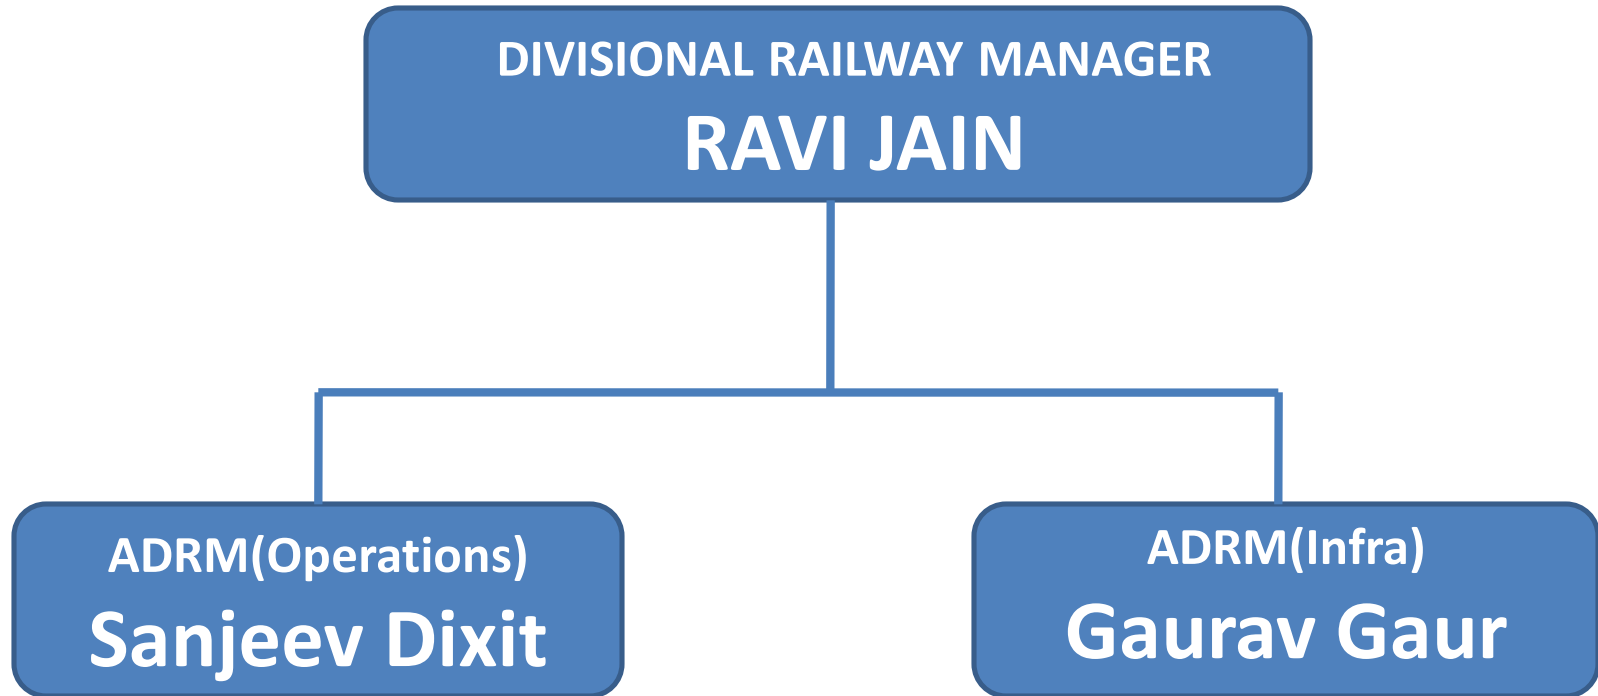 DIVISIONAL RAILWAY MANAGER
RAVI JAIN
ADRM(Operations)
Sanjeev Dixit
ADRM(Infra)
Gaurav Gaur